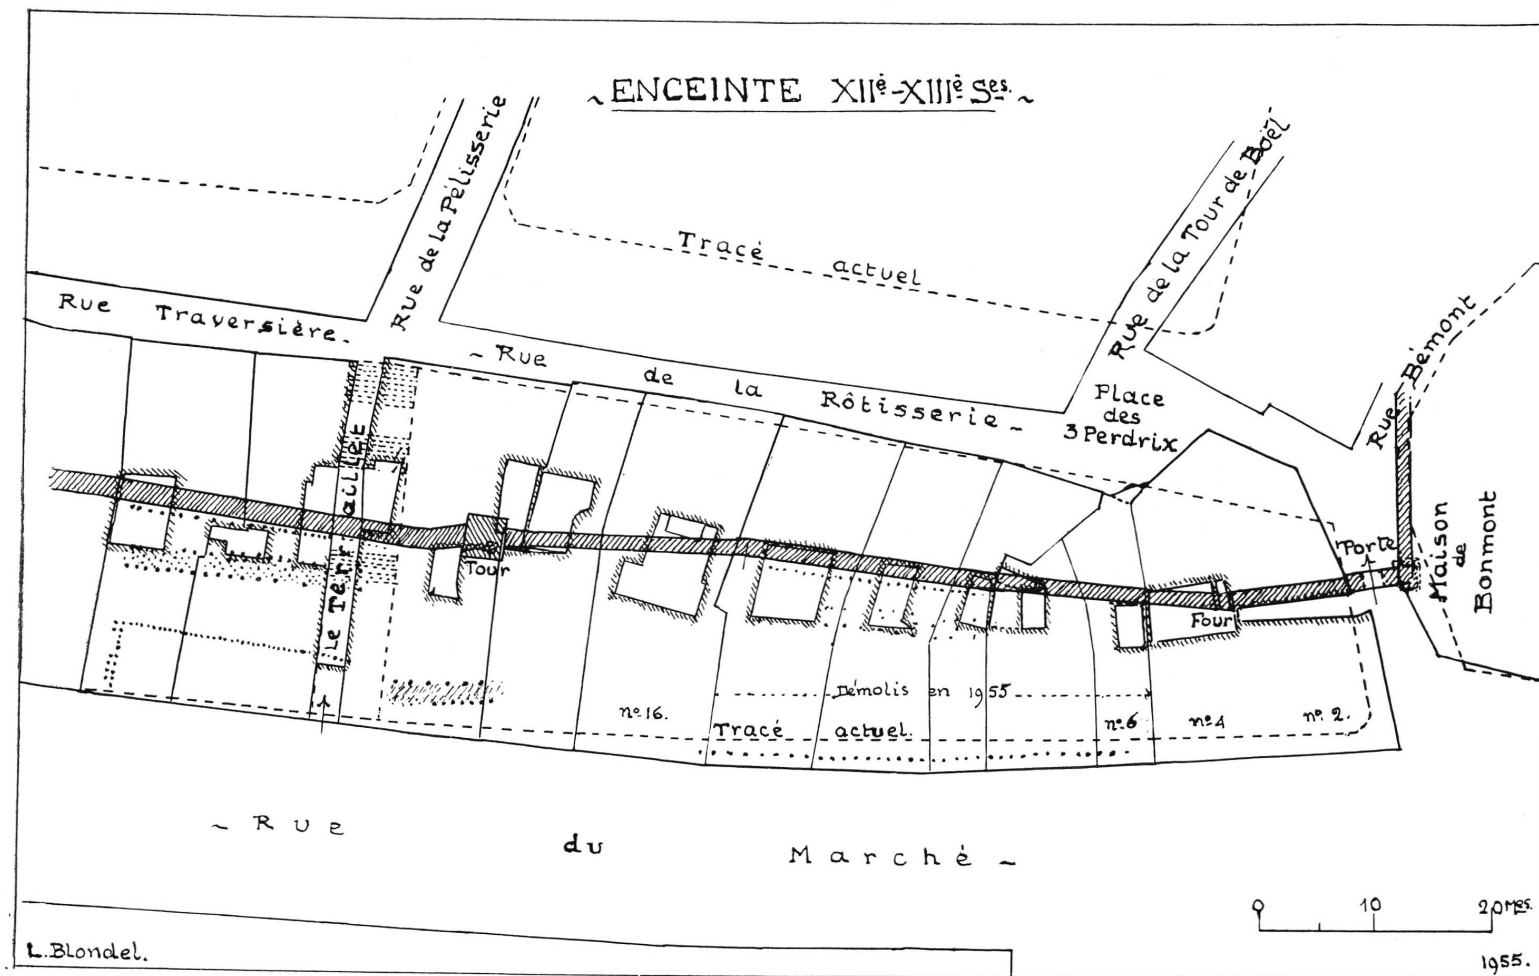 ~ ENCEINTE XIIè-XIIIè Ses. ~
Rue de la Pélisserie
Rue de la Tour de Boël
Tracé actuel
Rue Traversière.
~ Rue de la Rôtisserie ~
Place
des
3 Perdrix
Rue Bémont
Maison
de
Bonmont
Le Terraillet
Tour
Porte
Four
Démolis en 1955
nº 16.
nº 6
nº 4
nº 2.
Tracé actuel.
~ Rue du Marché ~
0 10 20 Mes.
L. Blondel.
1955.